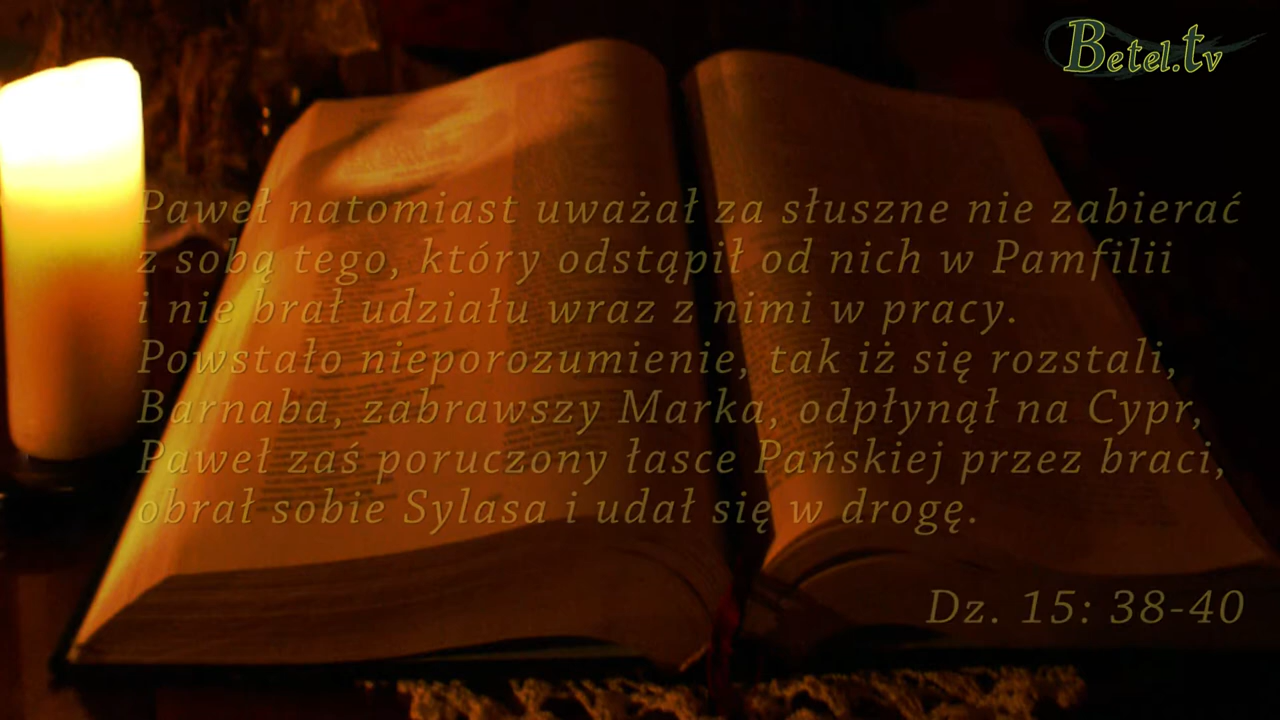 Betel.tv
Paweł natomiast uważał za słuszne nie zabierać
z sobą tego, który odstąpił od nich w Pamfilii
i nie brał udziału wraz z nimi w pracy.
Powstało nieporozumienie, tak iż się rozstali,
Barnaba, zabrawszy Marka, odpłynął na Cypr,
Paweł zaś poruczony łasce Pańskiej przez braci,
obrał sobie Sylasa i udał się w drogę.
Dz. 15: 38-40